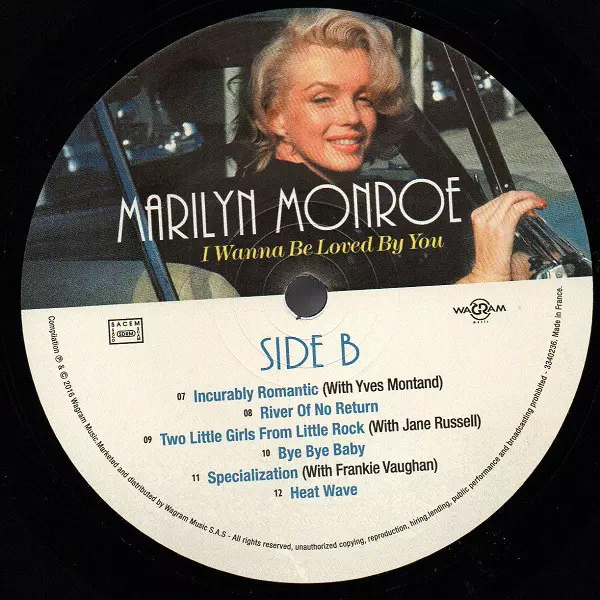 MARILYN MONROE
I Wanna Be Loved By You
SACEM
SDRM
WAGRAM
music
SIDE B
07 Incurably Romantic (With Yves Montand)
08 River Of No Return
09 Two Little Girls From Little Rock (With Jane Russell)
10 Bye Bye Baby
11 Specialization (With Frankie Vaughan)
12 Heat Wave
Compilation ℗ & © 2016 Wagram Music. Marketed and distributed by Wagram Music S.A.S - All rights reserved, unauthorized copying, reproduction, hiring, lending, public performance and broadcasting prohibited - 3340236. Made in France.